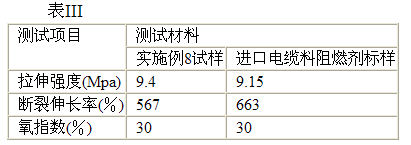 表III
测试项目 测试材料
实施例8试样 进口电缆料阻燃剂标样
拉伸强度(Mpa) 9.4 9.15
断裂伸长率(%) 567 663
氧指数(%) 30 30